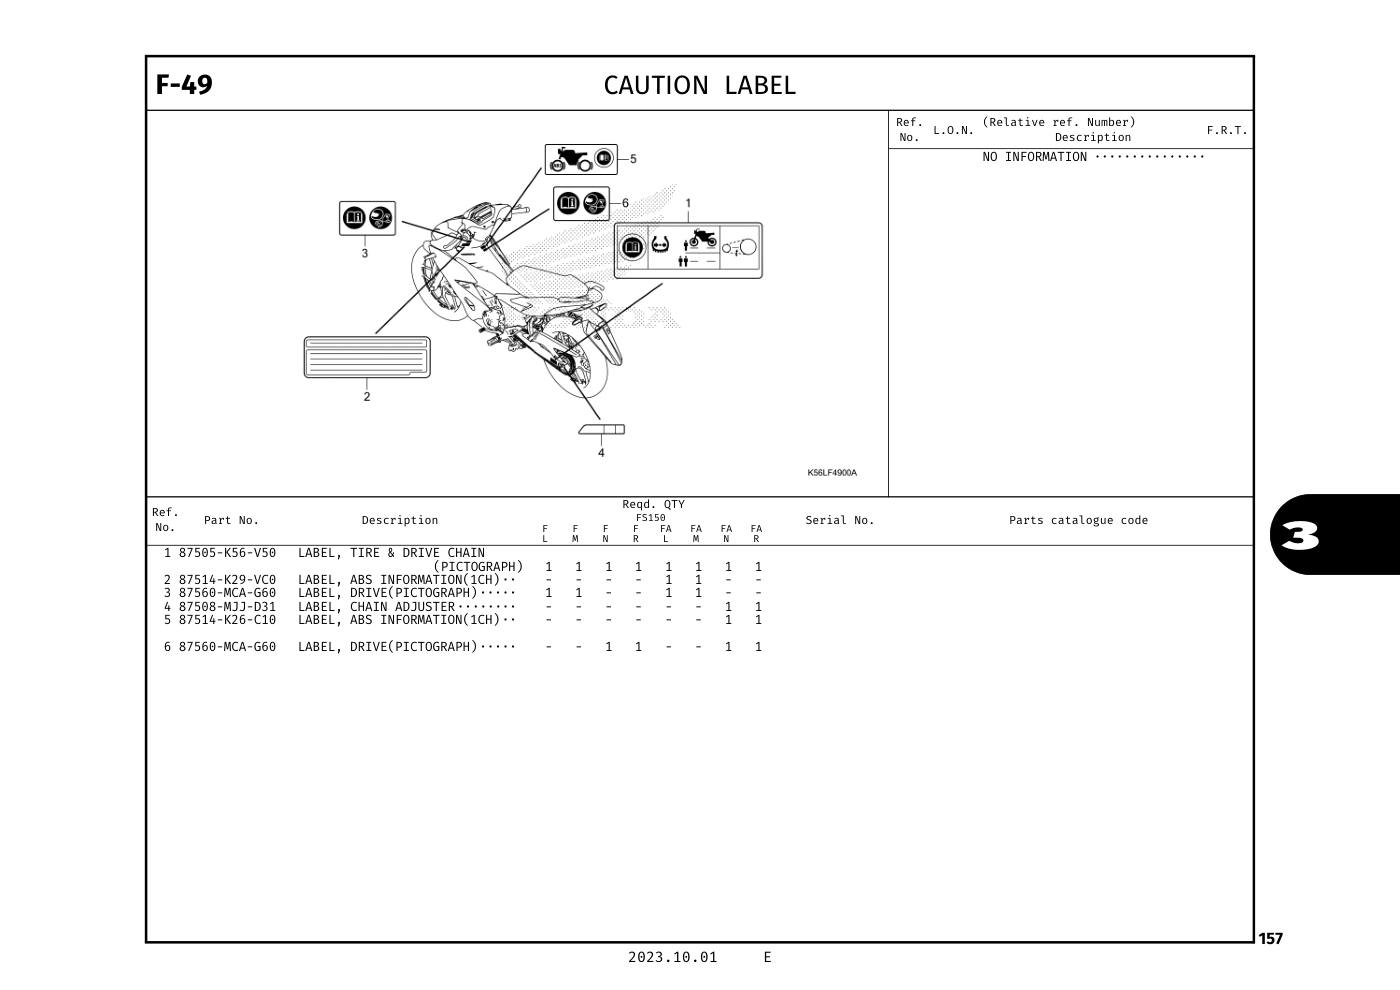 F-49
CAUTION LABEL
Ref. No. L.O.N. (Relative ref. Number) Description F.R.T.
NO INFORMATION ···············
5
6
1
3
2
4
K56LF4900A
Reqd. QTY
FS150
Ref. No. Part No. Description F L F M F N F R FA L FA M FA N FA R Serial No. Parts catalogue code
1 87505-K56-V50 LABEL, TIRE & DRIVE CHAIN
(PICTOGRAPH) 1 1 1 1 1 1 1 1
2 87514-K29-VC0 LABEL, ABS INFORMATION(1CH)·· - - - - 1 1 - -
3 87560-MCA-G60 LABEL, DRIVE(PICTOGRAPH)····· 1 1 - - 1 1 - -
4 87508-MJJ-D31 LABEL, CHAIN ADJUSTER········ - - - - - - 1 1
5 87514-K26-C10 LABEL, ABS INFORMATION(1CH)·· - - - - - - 1 1
6 87560-MCA-G60 LABEL, DRIVE(PICTOGRAPH)····· - - 1 1 - - 1 1
3
157
2023.10.01 E